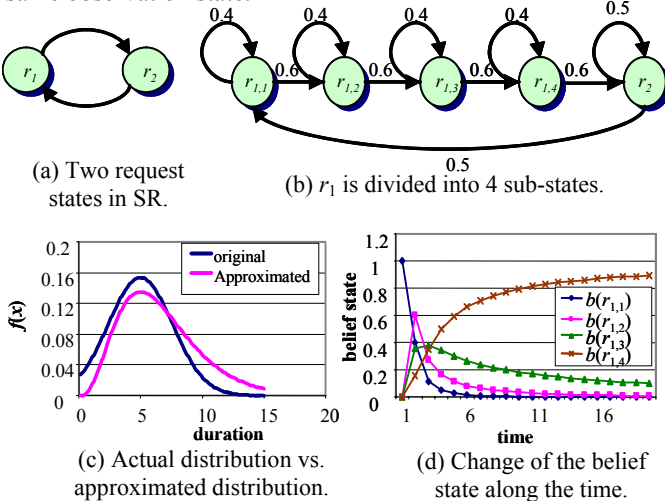 0.4
0.4
0.4
0.4
0.5
r1
r2
r1,1
0.6
r1,2
0.6
r1,3
0.6
r1,4
0.6
r2
0.5
(a) Two request
states in SR.
(b) r1 is divided into 4 sub-states.
0.2
0.16
0.12
0.08
0.04
0
f(x)
original
Approximated
0
5
10
15
20
duration
(c) Actual distribution vs.
approximated distribution.
1.2
1
0.8
0.6
0.4
0.2
0
belief state
b(r1,1)
b(r1,2)
b(r1,3)
b(r1,4)
1
6
11
16
time
(d) Change of the belief
state along the time.